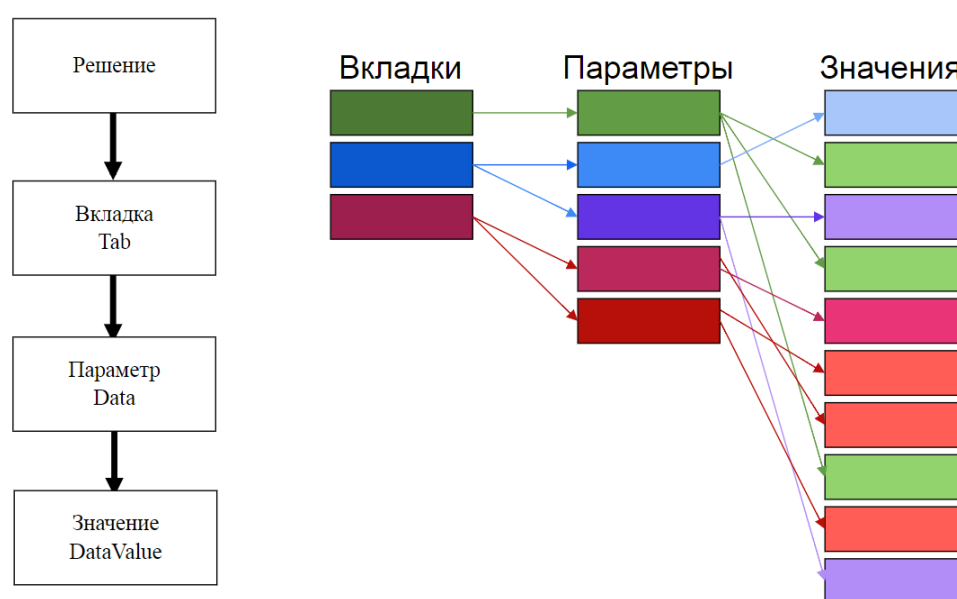 Решение
Вкладка
Tab
Параметр
Data
Значение
DataValue
Вкладки
Параметры
Значения